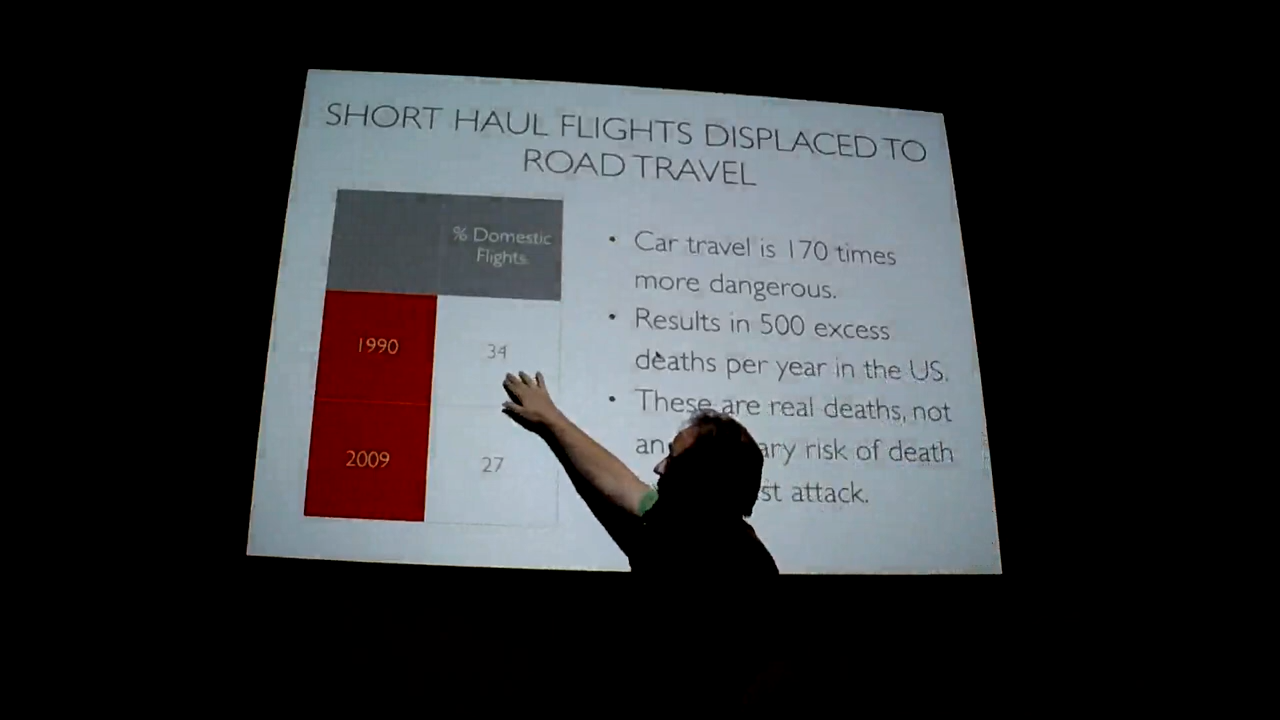 SHORT HAUL FLIGHTS DISPLACED TO
ROAD TRAVEL
% Domestic
Flights
1990
34
2009
27
• Car travel is 170 times
more dangerous.
• Results in 500 excess
deaths per year in the US.
• These are real deaths, not
risk of death
attack.